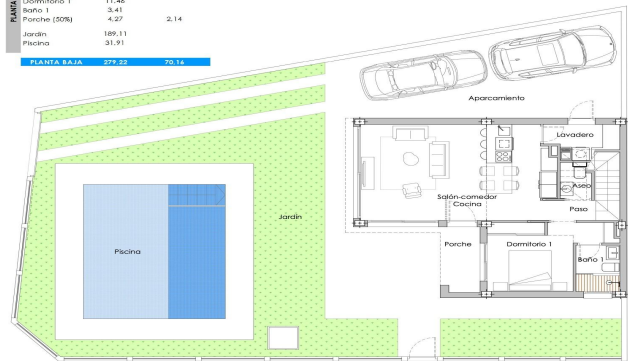 PLANTA
Dormitorio 1 11,46
Baño 1 3,41
Porche (50%) 4,27 2,14
Jardín 189,11
Piscina 31,91
PLANTA BAJA 279,22 70,16
Aparcamiento
Lavadero
Aseo
Salón-comedor
Cocina
Paso
Jardín
Porche
Dormitorio 1
Piscina
Baño 1